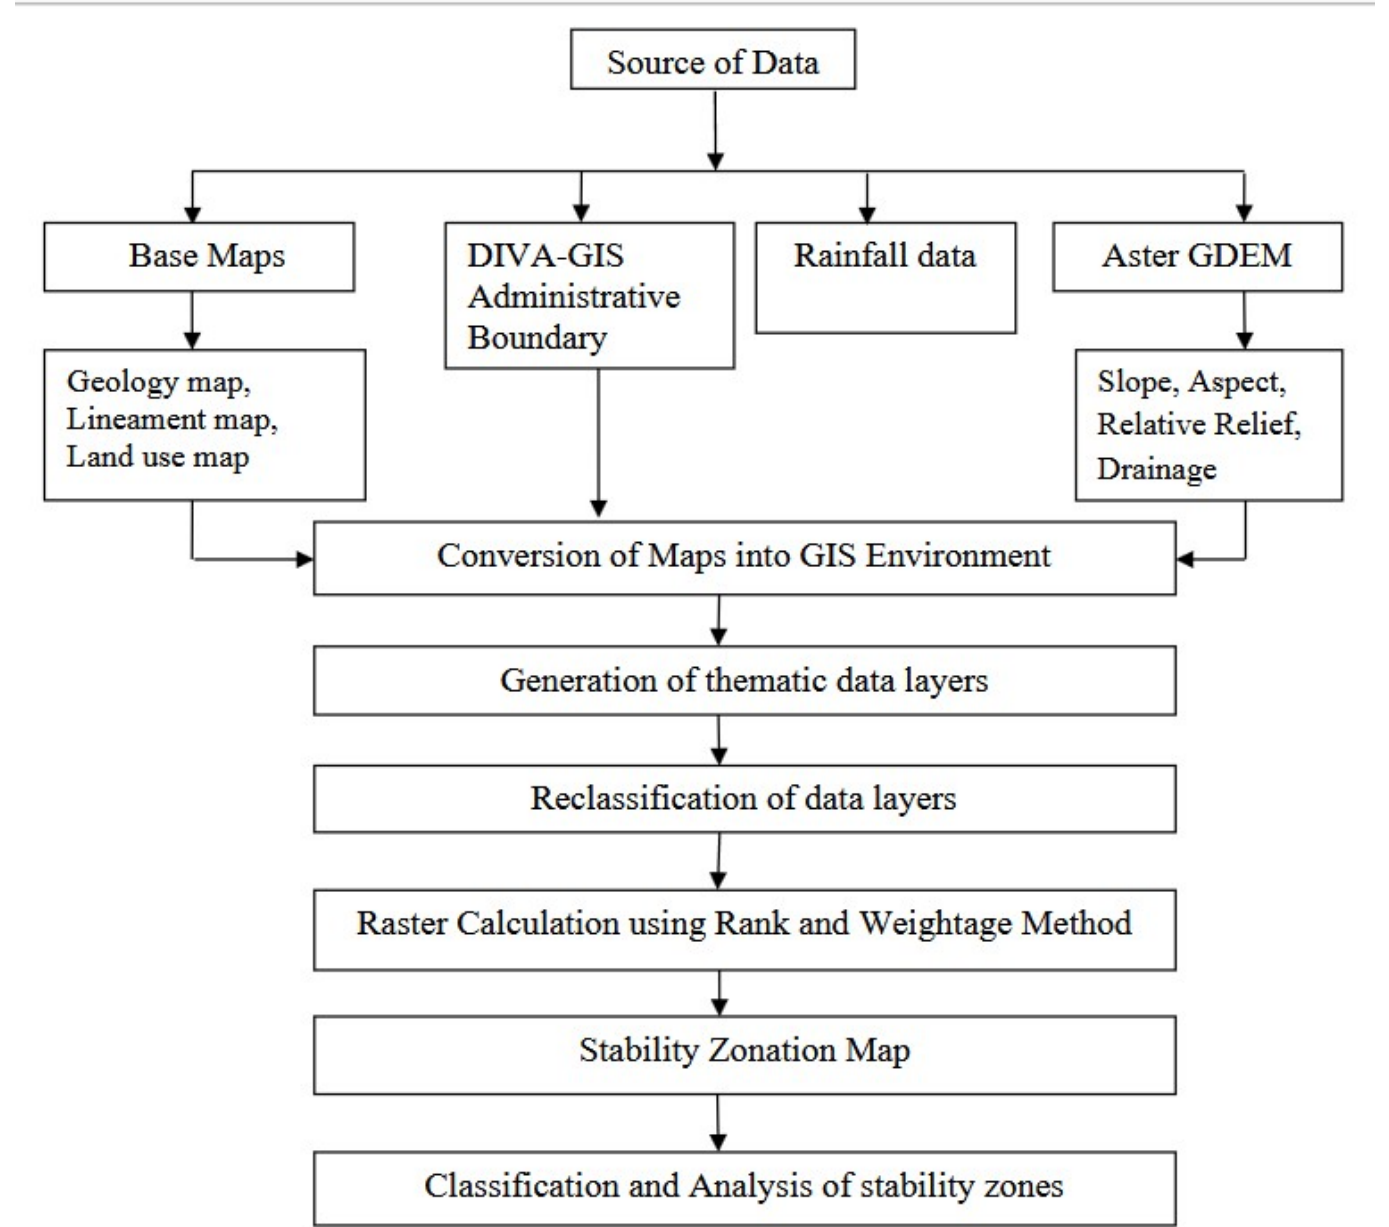 Source of Data
Base Maps
DIVA-GIS
Administrative
Boundary
Rainfall data
Aster GDEM
Geology map,
Lineament map,
Land use map
Slope, Aspect,
Relative Relief,
Drainage
Conversion of Maps into GIS Environment
Generation of thematic data layers
Reclassification of data layers
Raster Calculation using Rank and Weightage Method
Stability Zonation Map
Classification and Analysis of stability zones